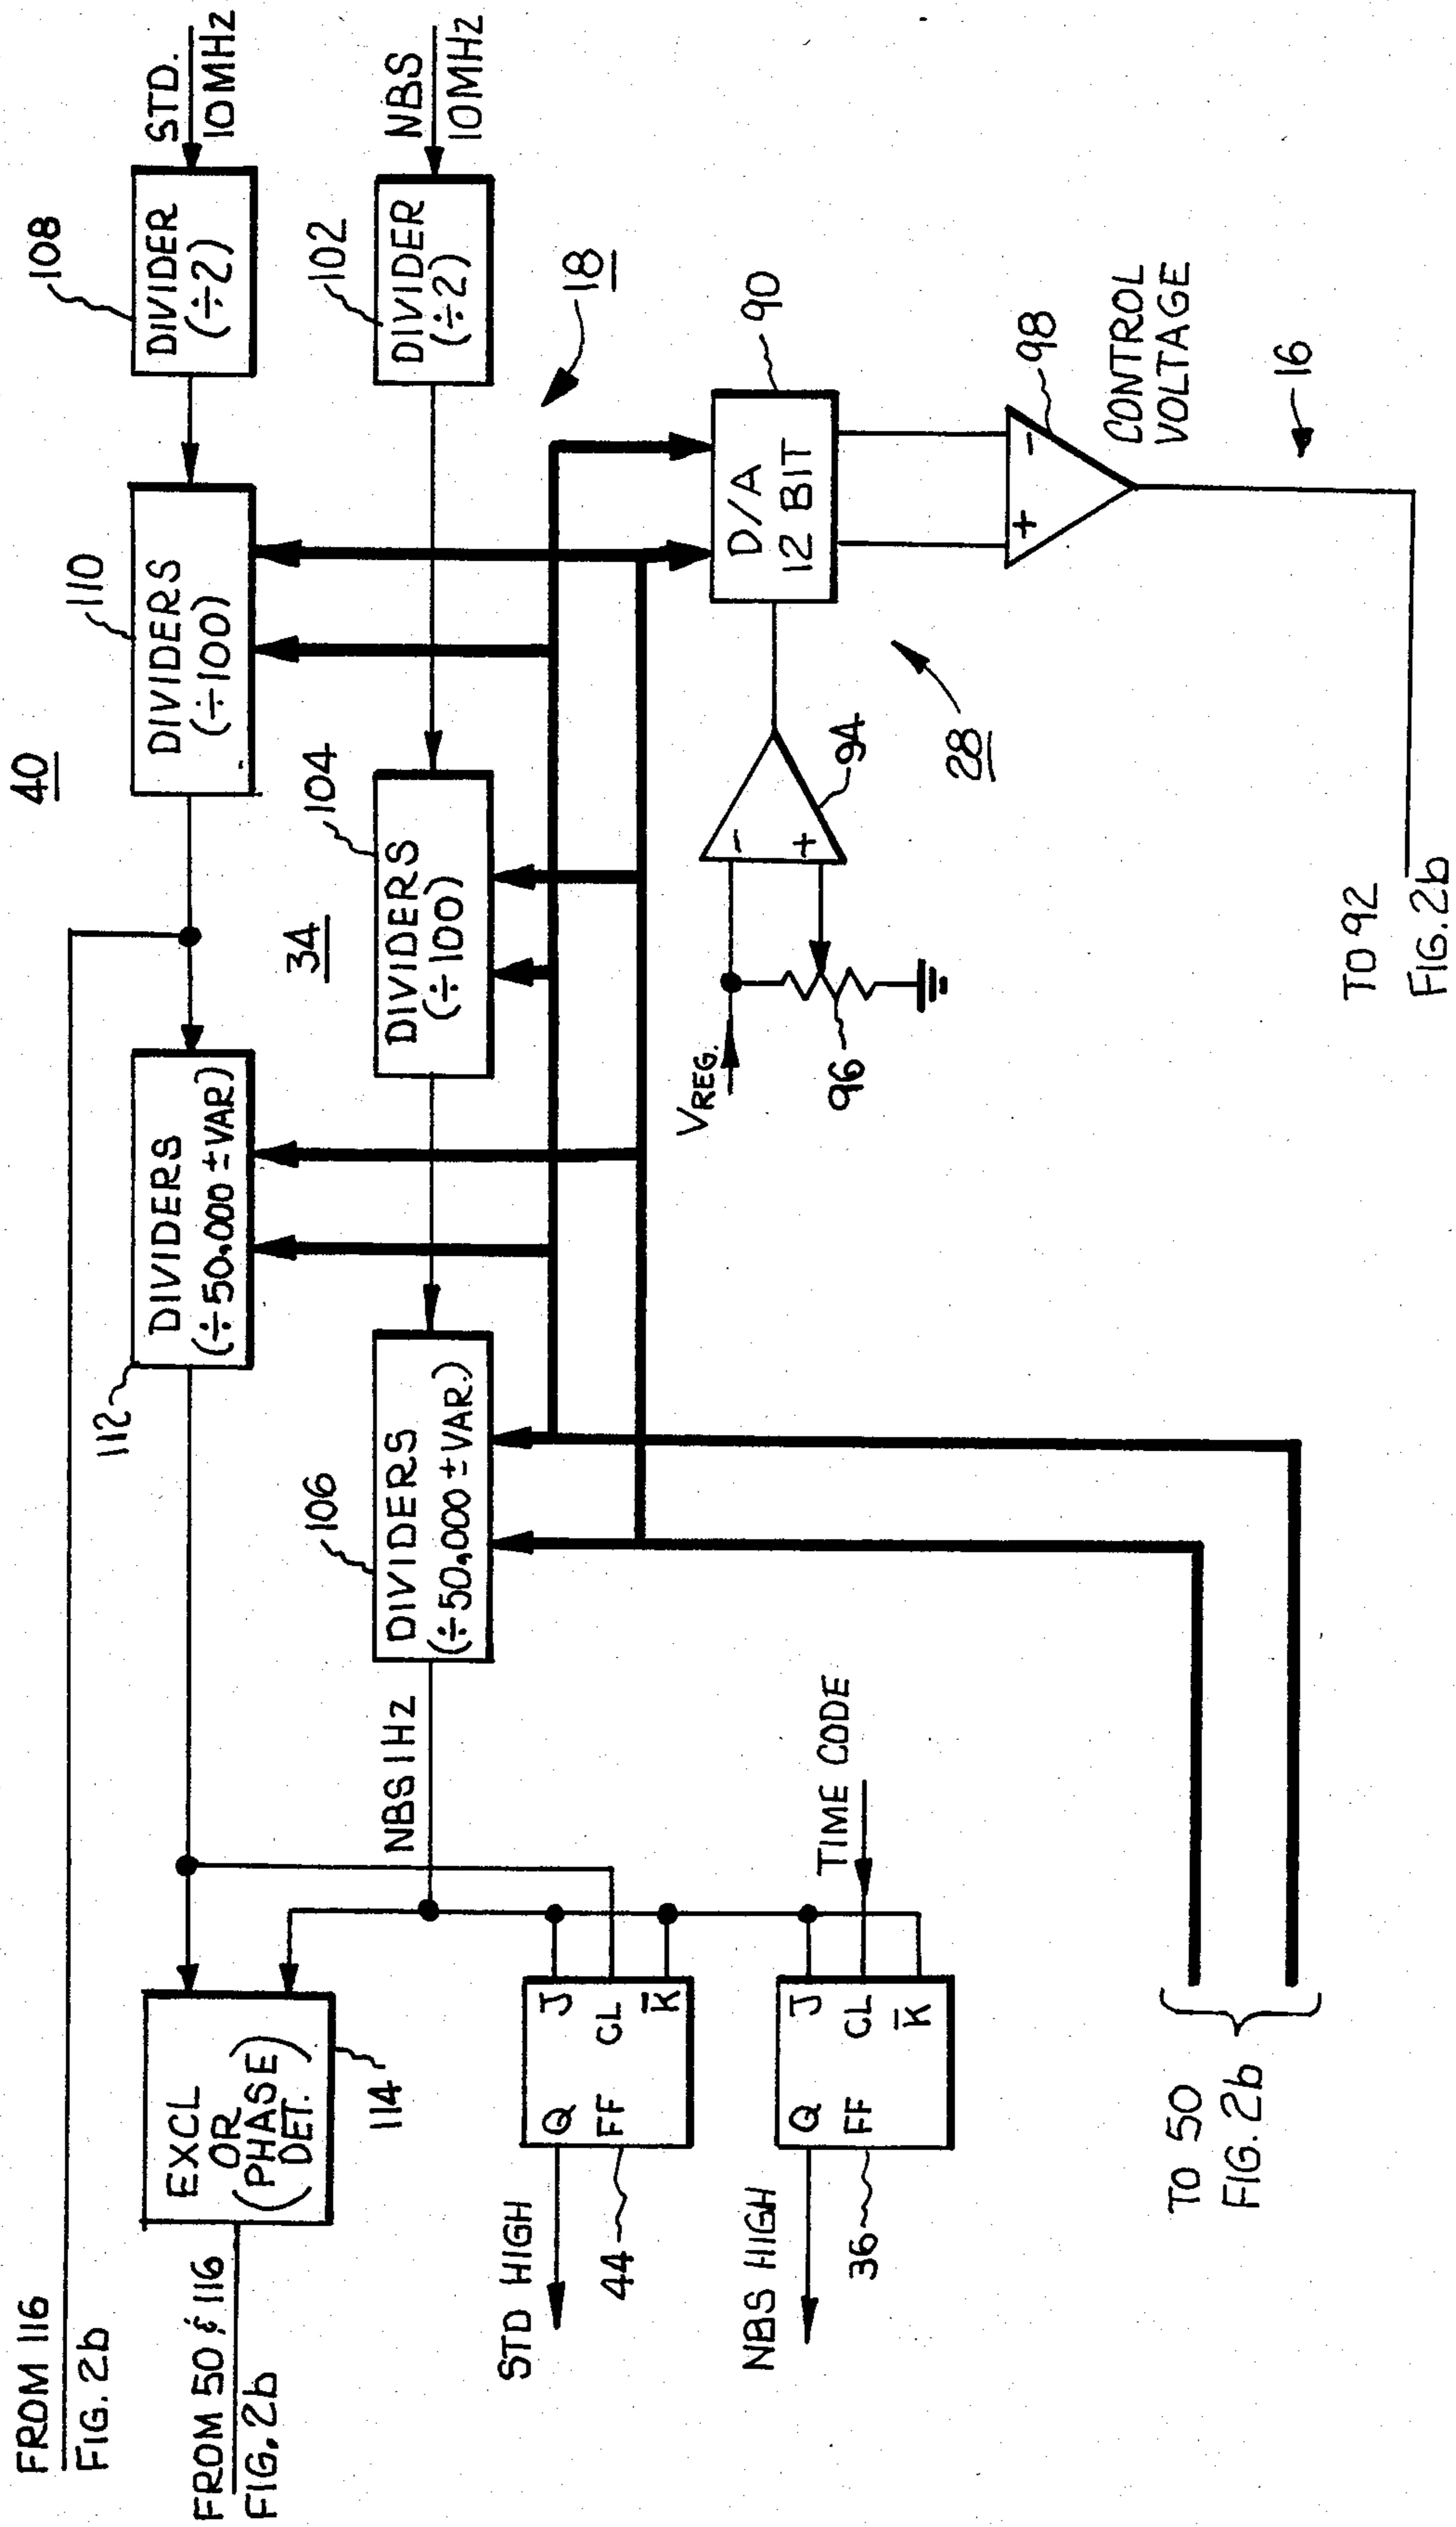 FROM 116
FIG. 2b
FROM 50 & 116
FIG. 2b
EXCL
OR
(PHASE
DET.)
114
112
DIVIDERS
(÷50,000 ± VAR)
40
110
DIVIDERS
(÷100)
108
DIVIDER
(÷2)
STD.
10MHz
STD HIGH
Q
FF
J
CL
K̅
44
NBS HIGH
Q
FF
J
CL
K̅
36
TIME CODE
NBS 1Hz
106
DIVIDERS
(÷50,000 ± VAR.)
34
104
DIVIDERS
(÷100)
102
DIVIDER
(÷2)
NBS
10MHz
18
VREG.
96
-
+
94
28
D/A
12 BIT
90
+
-
98
CONTROL
VOLTAGE
16
TO 50
FIG. 2b
TO 92
FIG. 2b